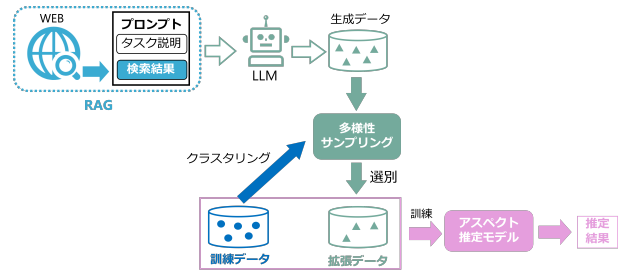 WEB
プロンプト
タスク説明
検索結果
RAG
LLM
生成データ
多様性
サンプリング
クラスタリング
選別
訓練データ
拡張データ
訓練
アスペクト
推定モデル
推定
結果